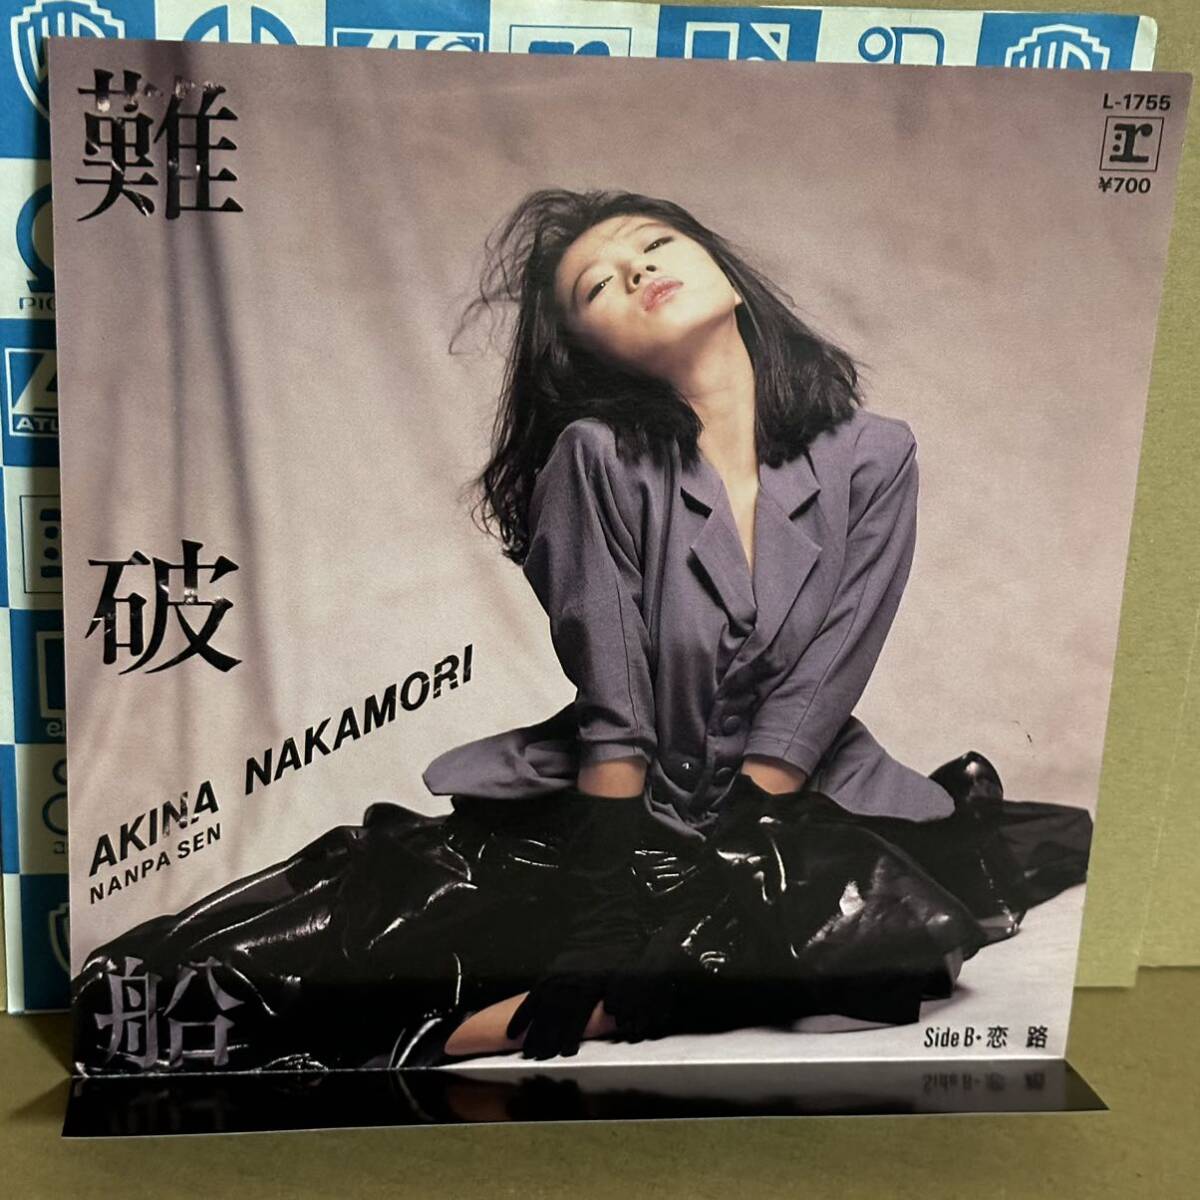 難破船
L-1755
r
¥700
AKINA NAKAMORI
NANPA SEN
Side B・恋路